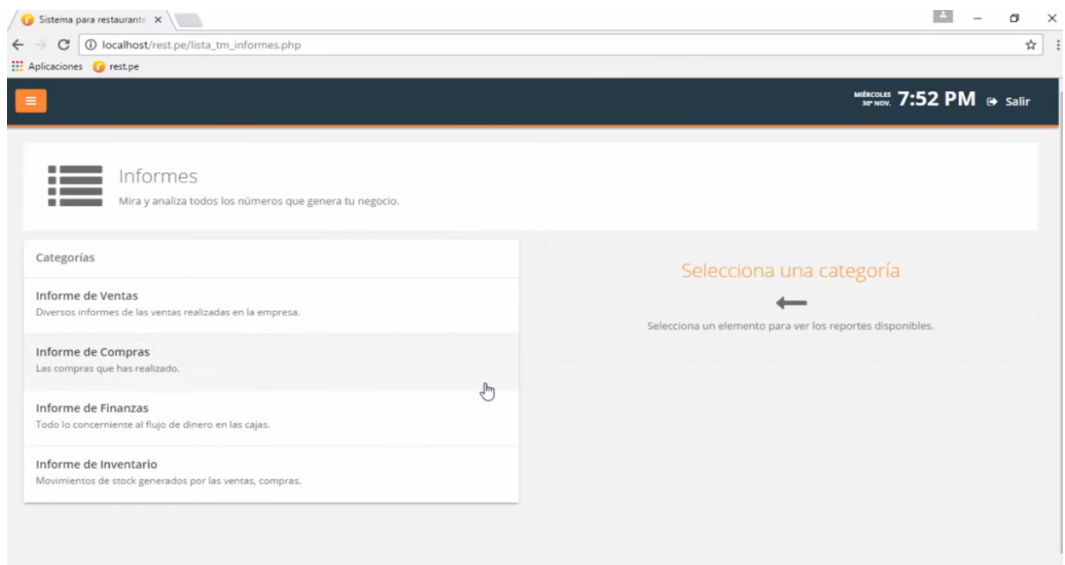 Sistema para restaurante
localhost/rest.pe/lista_tm_informes.php
Aplicaciones rest.pe
MIÉRCOLES
30º NOV.
7:52 PM Salir
Informes
Mira y analiza todos los números que genera tu negocio.
Categorías
Informe de Ventas
Diversos informes de las ventas realizadas en la empresa.
Informe de Compras
Las compras que has realizado.
Informe de Finanzas
Todo lo concerniente al flujo de dinero en las cajas.
Informe de Inventario
Movimientos de stock generados por las ventas, compras.
Selecciona una categoría
Selecciona un elemento para ver los reportes disponibles.